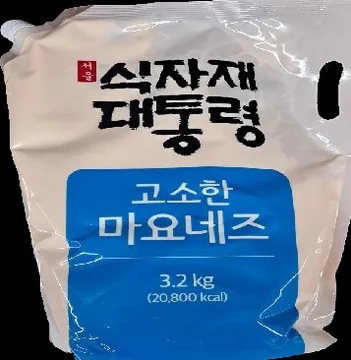 서울
식자재
대통령
고소한
마요네즈
3.2 kg
(20,800 kcal)